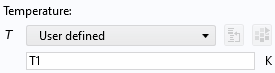 Temperature:
T User defined
T1 K